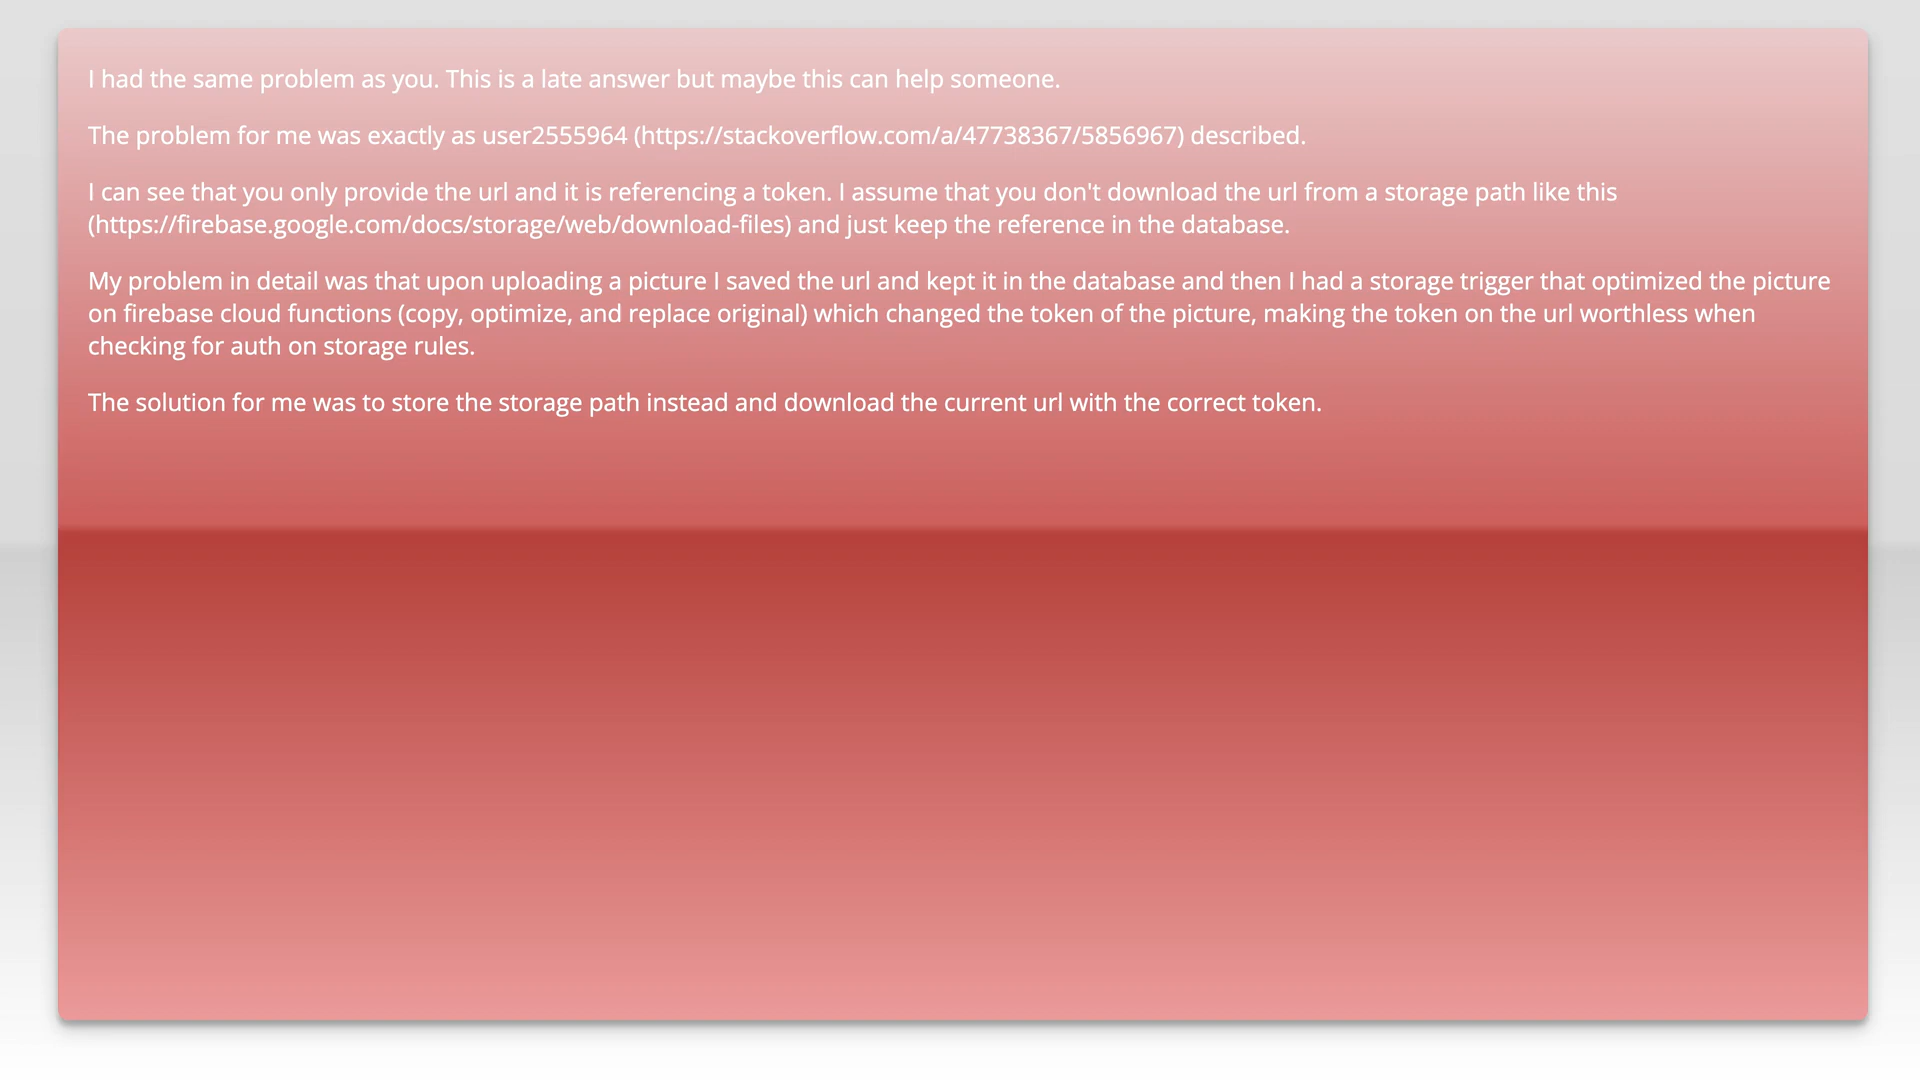 I had the same problem as you. This is a late answer but maybe this can help someone.
The problem for me was exactly as user2555964 (https://stackoverflow.com/a/47738367/5856967) described.
I can see that you only provide the url and it is referencing a token. I assume that you don't download the url from a storage path like this
(https://firebase.google.com/docs/storage/web/download-files) and just keep the reference in the database.
My problem in detail was that upon uploading a picture I saved the url and kept it in the database and then I had a storage trigger that optimized the picture
on firebase cloud functions (copy, optimize, and replace original) which changed the token of the picture, making the token on the url worthless when
checking for auth on storage rules.
The solution for me was to store the storage path instead and download the current url with the correct token.